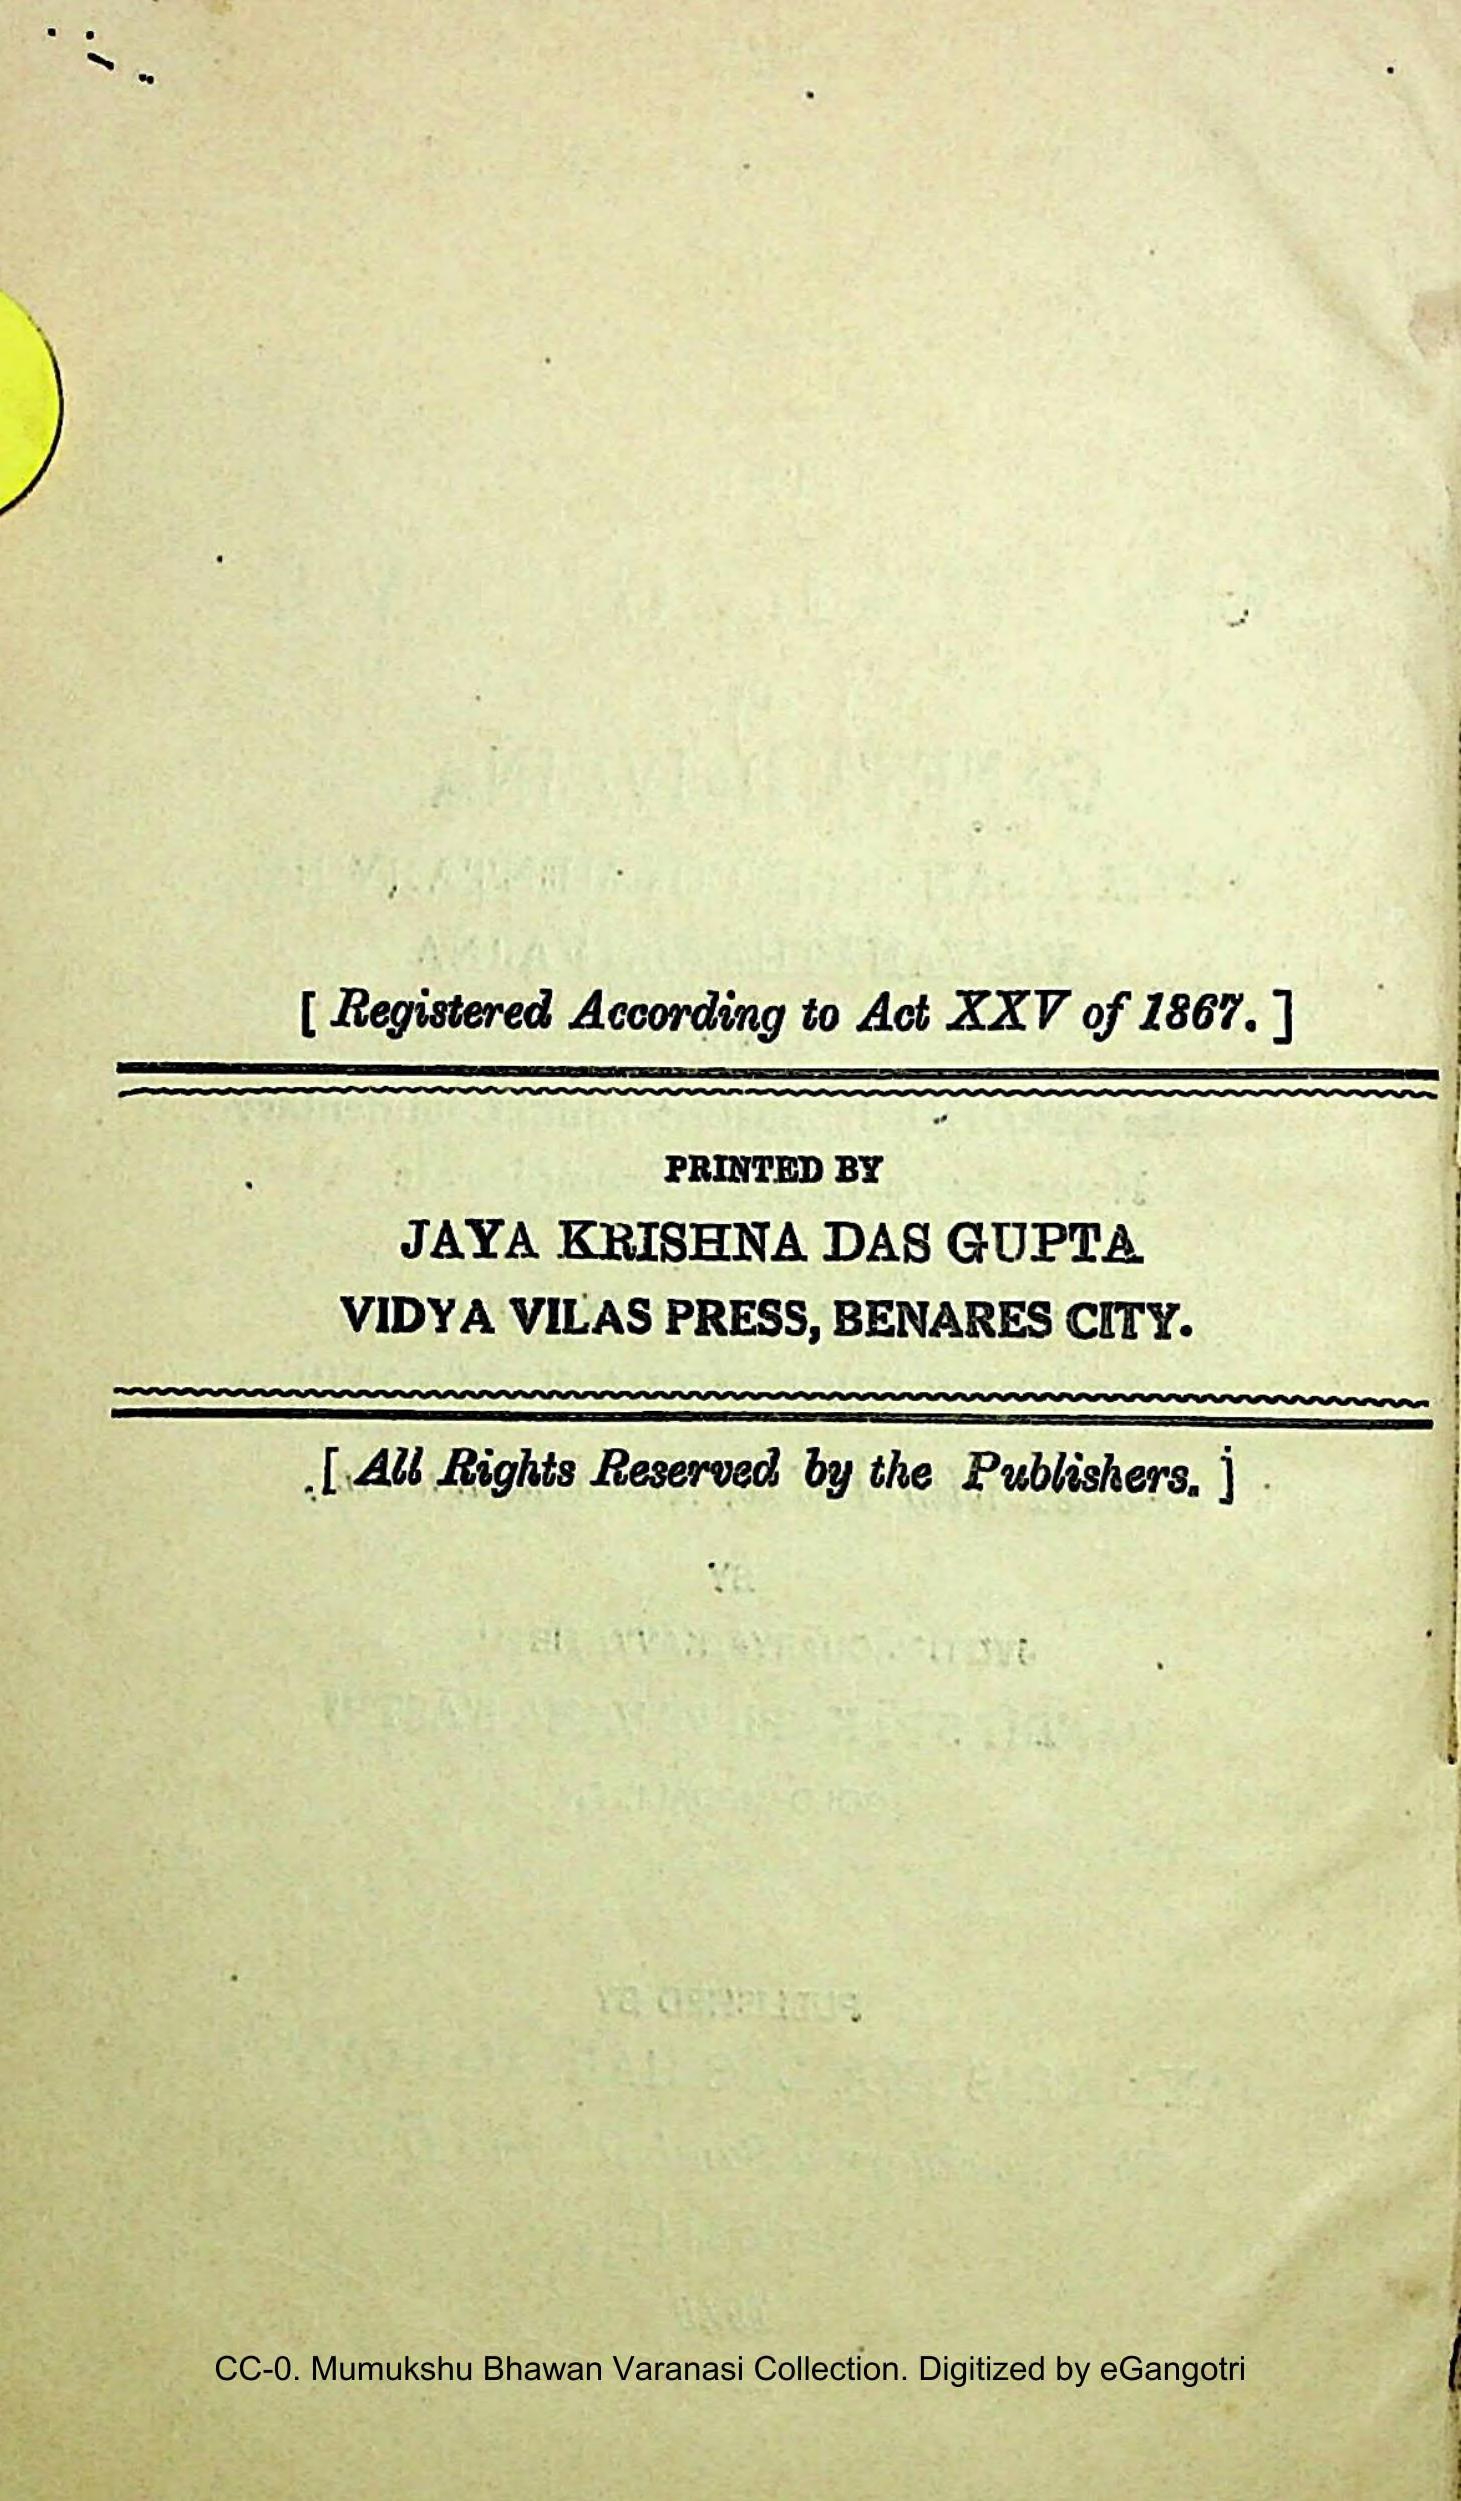 [ Registered According to Act XXV of 1867. ]
PRINTED BY
JAYA KRISHNA DAS GUPTA
VIDYA VILAS PRESS, BENARES CITY.
[ All Rights Reserved by the Publishers. ]
CC-0. Mumukshu Bhawan Varanasi Collection. Digitized by eGangotri